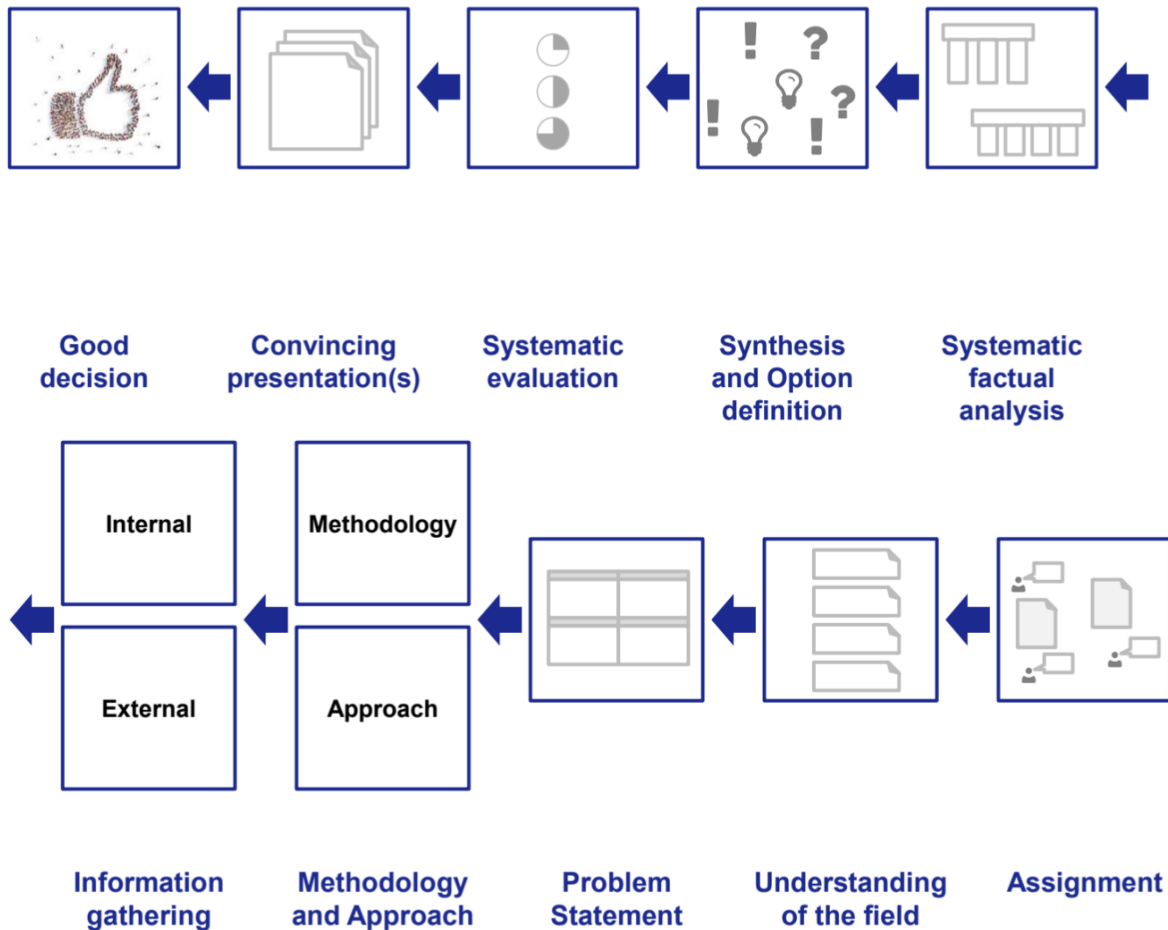 Good
decision
Convincing
presentation(s)
Systematic
evaluation
Synthesis
and Option
definition
Systematic
factual
analysis
Internal
Methodology
External
Approach
Information
gathering
Methodology
and Approach
Problem
Statement
Understanding
of the field
Assignment